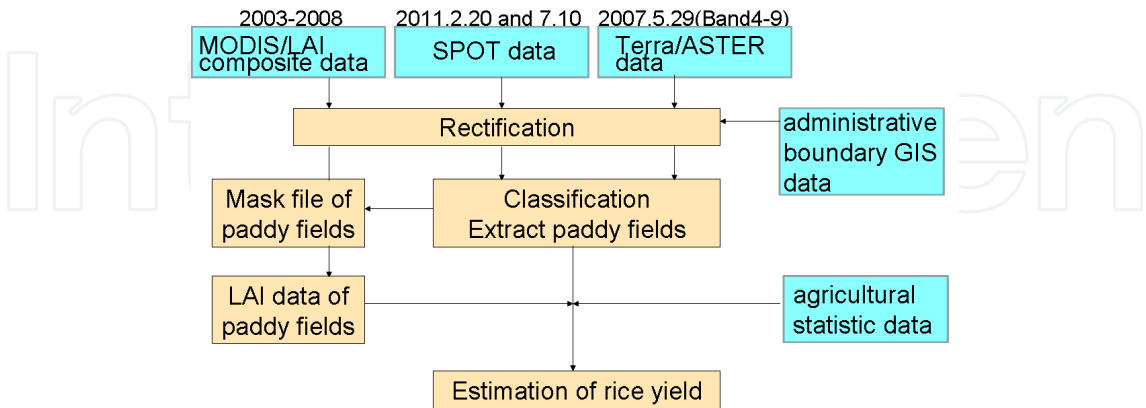 2003-2008
2011.2.20 and 7.10
2007.5.29(Band4-9)
MODIS/LAI
composite data
SPOT data
Terra/ASTER
data
Rectification
administrative
boundary GIS
data
Mask file of
paddy fields
Classification
Extract paddy fields
LAI data of
paddy fields
agricultural
statistic data
Estimation of rice yield